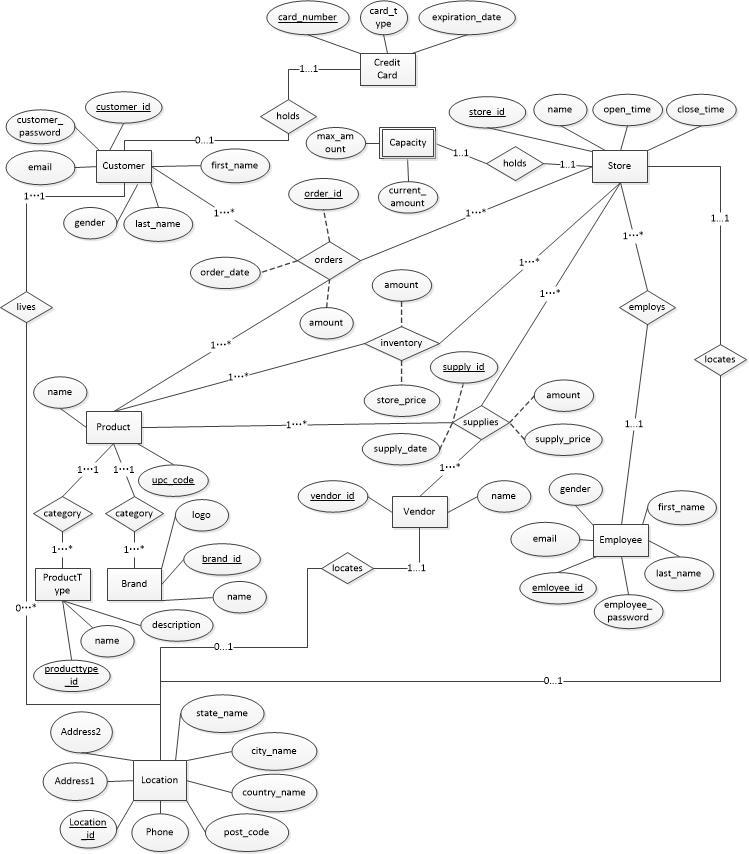 card_number
card_t
ype
expiration_date
Credit
Card
1...1
holds
0...1
customer_id
customer_
password
email
Customer
first_name
gender
last_name
1···1
max_am
ount
Capacity
current_
amount
1...1
holds
1...1
store_id
name
open_time
close_time
Store
order_id
1···*
1···*
1...1
order_date
orders
amount
1···*
1···*
1···*
employs
lives
amount
inventory
store_price
1···*
1···*
locates
name
Product
upc_code
1···*
supply_id
supplies
supply_date
amount
supply_price
1...1
1···*
1···1
1···1
category
category
1···*
1···*
logo
brand_id
name
Brand
ProductT
ype
description
name
producttype
_id
vendor_id
Vendor
name
locates
1...1
gender
first_name
email
Employee
last_name
emloyee_id
employee_
password
0···*
0...1
0...1
state_name
Address2
city_name
Address1
Location
country_name
Location
_id
Phone
post_code